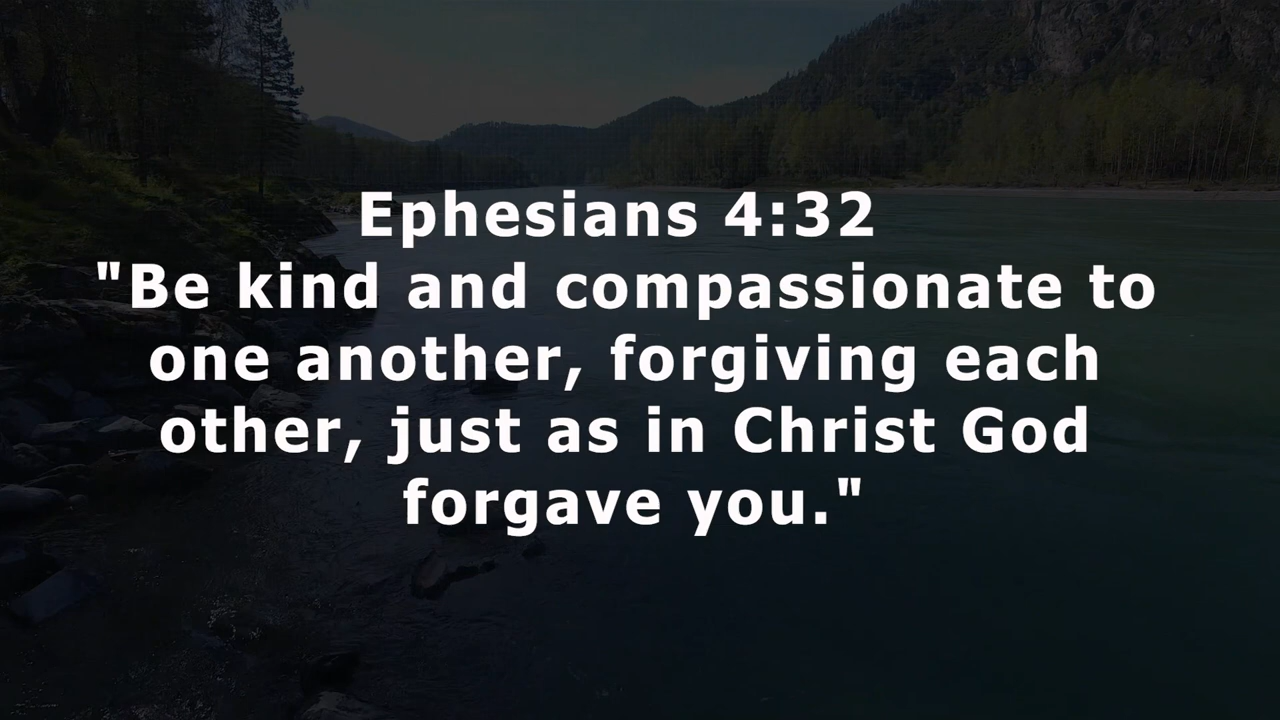 Ephesians 4:32
"Be kind and compassionate to
one another, forgiving each
other, just as in Christ God
forgave you."